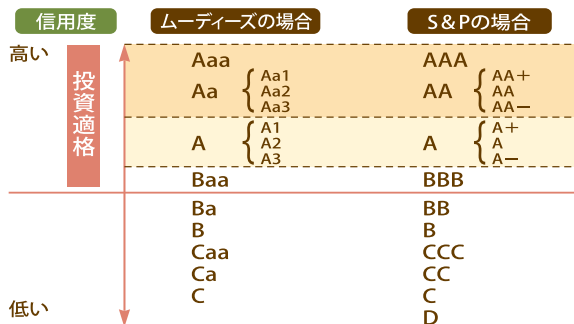 信用度 ムーディーズの場合 S&Pの場合
高い
投資適格
Aaa AAA
Aa Aa1 Aa2 Aa3 AA AA+ AA AA−
A A1 A2 A3 A A+ A A−
Baa BBB
Ba BB
B B
Caa CCC
Ca CC
C C
低い D